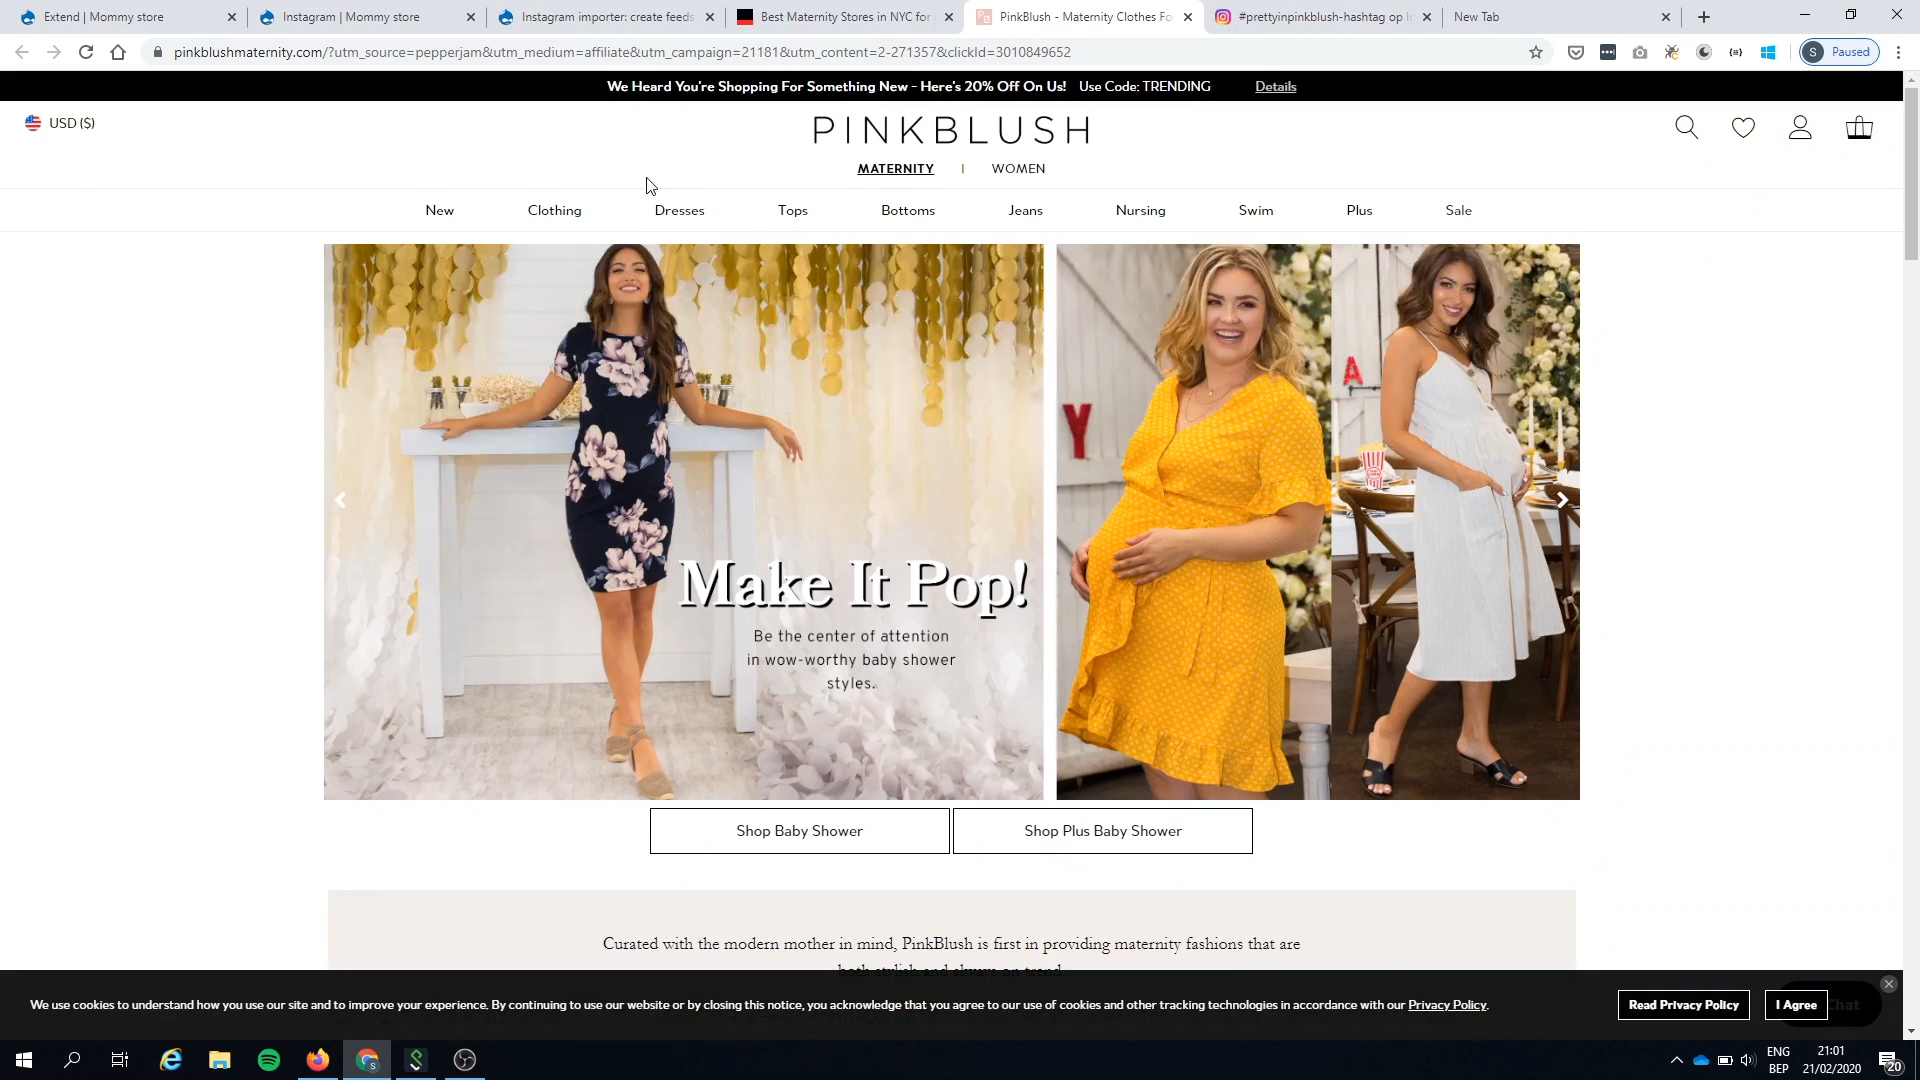 Extend | Mommy store
Instagram | Mommy store
Instagram importer: create feeds
Best Maternity Stores in NYC for
PinkBlush - Maternity Clothes Fo
#prettyinpinkblush-hashtag op In
New Tab
pinkblushmaternity.com/?utm_source=pepperjam&utm_medium=affiliate&utm_campaign=21181&utm_content=2-271357&clickId=3010849652
S Paused
We Heard You're Shopping For Something New - Here's 20% Off On Us! Use Code: TRENDING Details
USD ($)
PINKBLUSH
MATERNITY | WOMEN
New Clothing Dresses Tops Bottoms Jeans Nursing Swim Plus Sale
Y
A
Make It Pop!
Be the center of attention
in wow-worthy baby shower
styles.
Shop Baby Shower
Shop Plus Baby Shower
Curated with the modern mother in mind, PinkBlush is first in providing maternity fashions that are
both stylish and always on trend.
We use cookies to understand how you use our site and to improve your experience. By continuing to use our website or by closing this notice, you acknowledge that you agree to our use of cookies and other tracking technologies in accordance with our Privacy Policy.
Read Privacy Policy
I Agree
Chat
ENG
BEP
21:01
21/02/2020
20